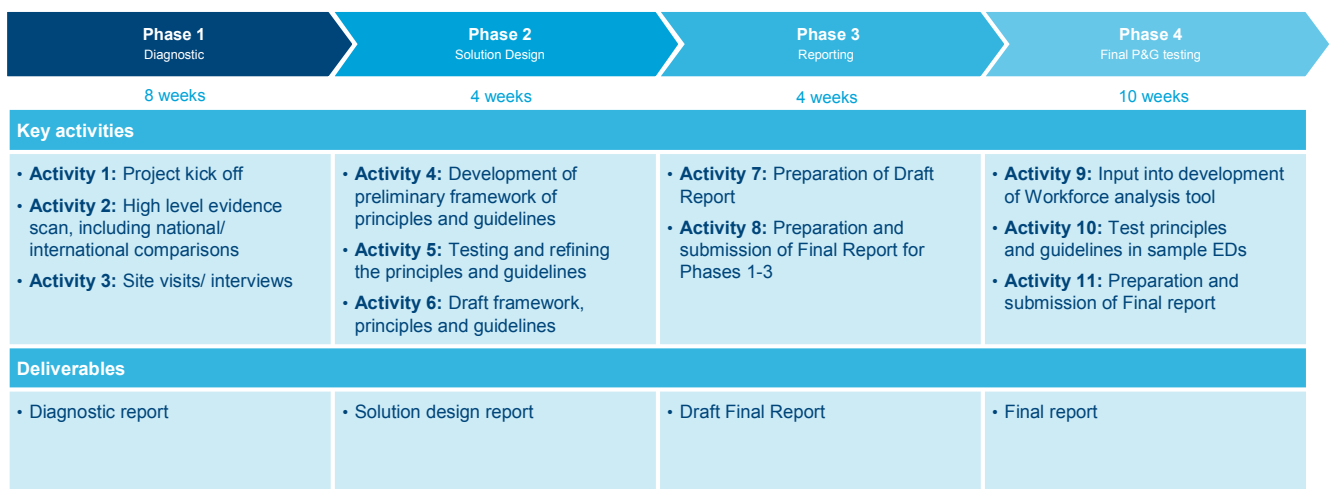 Phase 1
Diagnostic
Phase 2
Solution Design
Phase 3
Reporting
Phase 4
Final P&G testing
8 weeks
4 weeks
4 weeks
10 weeks
Key activities
• Activity 1: Project kick off
• Activity 2: High level evidence
scan, including national/
international comparisons
• Activity 3: Site visits/ interviews
• Activity 4: Development of
preliminary framework of
principles and guidelines
• Activity 5: Testing and refining
the principles and guidelines
• Activity 6: Draft framework,
principles and guidelines
• Activity 7: Preparation of Draft
Report
• Activity 8: Preparation and
submission of Final Report for
Phases 1-3
• Activity 9: Input into development
of Workforce analysis tool
• Activity 10: Test principles
and guidelines in sample EDs
• Activity 11: Preparation and
submission of Final report
Deliverables
• Diagnostic report
• Solution design report
• Draft Final Report
• Final report